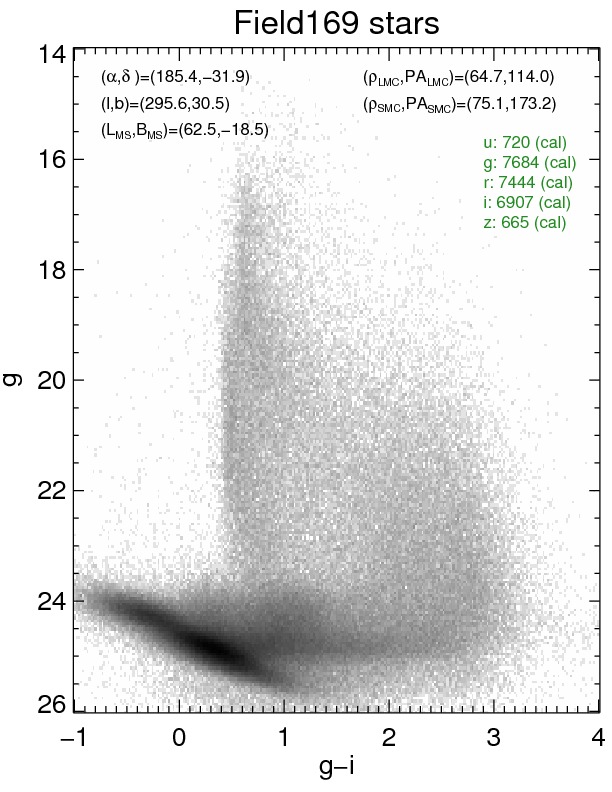 Field169 stars
(α,δ )=(185.4,−31.9)
(ρLMC,PALMC)=(64.7,114.0)
(l,b)=(295.6,30.5)
(ρSMC,PASMC)=(75.1,173.2)
(LMS,BMS)=(62.5,−18.5)
u: 720 (cal)
g: 7684 (cal)
r: 7444 (cal)
i: 6907 (cal)
z: 665 (cal)
14
16
18
20
22
24
26
g
−1 0 1 2 3 4
g−i